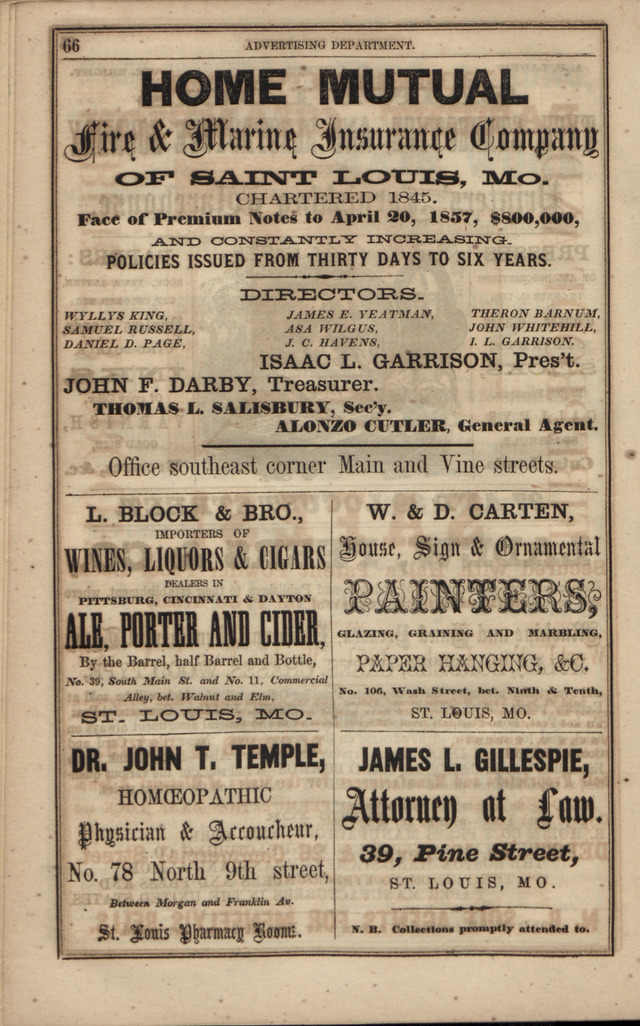 66
ADVERTISING DEPARTMENT.
HOME MUTUAL
Fire & Marine Insurance Company
OF SAINT LOUIS, Mo.
CHARTERED 1845.
Face of Premium Notes to April 20, 1857, $800,000,
AND CONSTANTLY INCREASING.
POLICIES ISSUED FROM THIRTY DAYS TO SIX YEARS.
DIRECTORS.
WYLLYS KING, JAMES E. YEATMAN, THERON BARNUM,
SAMUEL RUSSELL, ASA WILGUS, JOHN WHITEHILL,
DANIEL D. PAGE, J. C. HAVENS, I. L. GARRISON.
ISAAC L. GARRISON, Pres't.
JOHN F. DARBY, Treasurer.
THOMAS L. SALISBURY, Sec'y.
ALONZO CUTLER, General Agent.
Office southeast corner Main and Vine streets.
L. BLOCK & BRO.,
IMPORTERS OF
WINES, LIQUORS & CIGARS
DEALERS IN
PITTSBURG, CINCINNATI & DAYTON
ALE, PORTER AND CIDER,
By the Barrel, half Barrel and Bottle,
No. 39, South Main St. and No. 11, Commercial
Alley, bet. Walnut and Elm,
ST. LOUIS, MO.
W. & D. CARTEN,
House, Sign & Ornamental
PAINTERS,
GLAZING, GRAINING AND MARBLING,
PAPER HANGING, &C.
No. 106, Wash Street, bet. Ninth & Tenth,
ST. LOUIS, MO.
DR. JOHN T. TEMPLE,
HOMŒOPATHIC
Physician & Accoucheur,
No. 78 North 9th street,
Between Morgan and Franklin Av.
St. Louis Pharmacy Rooms.
JAMES L. GILLESPIE,
Attorney at Law.
39, Pine Street,
ST. LOUIS, MO.
N. B. Collections promptly attended to.